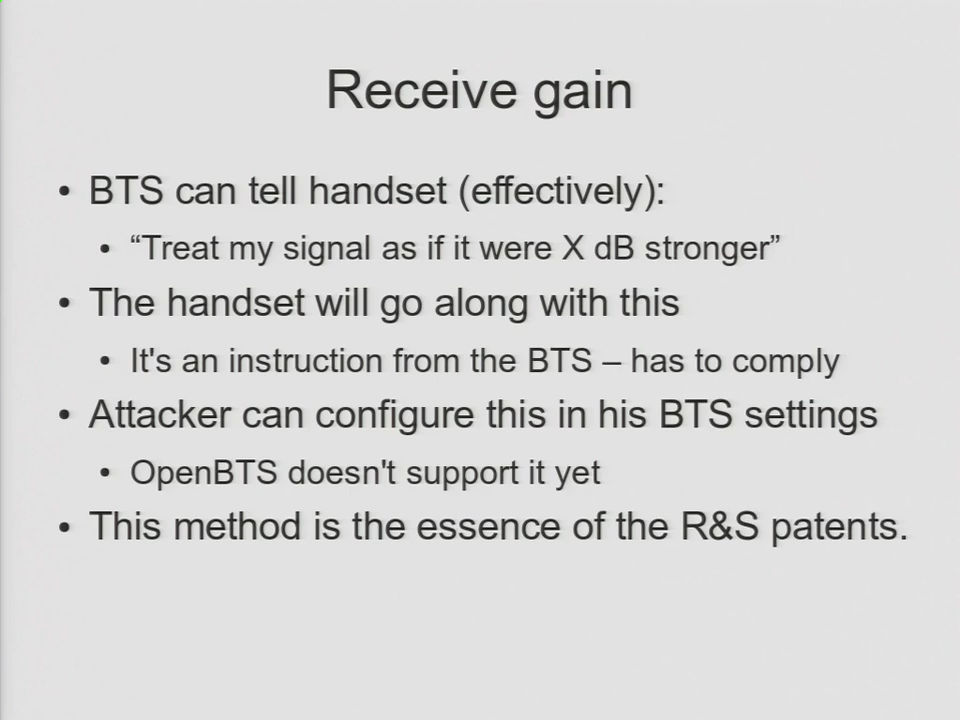 Receive gain
• BTS can tell handset (effectively):
• “Treat my signal as if it were X dB stronger”
• The handset will go along with this
• It's an instruction from the BTS – has to comply
• Attacker can configure this in his BTS settings
• OpenBTS doesn't support it yet
• This method is the essence of the R&S patents.